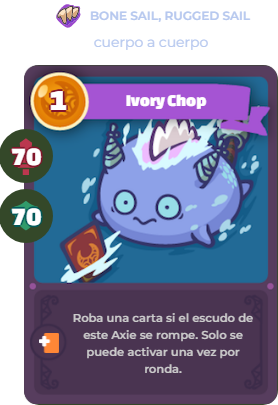 BONE SAIL, RUGGED SAIL
cuerpo a cuerpo
1
Ivory Chop
70
70
Roba una carta si el escudo de
este Axie se rompe. Solo se
puede activar una vez por
ronda.